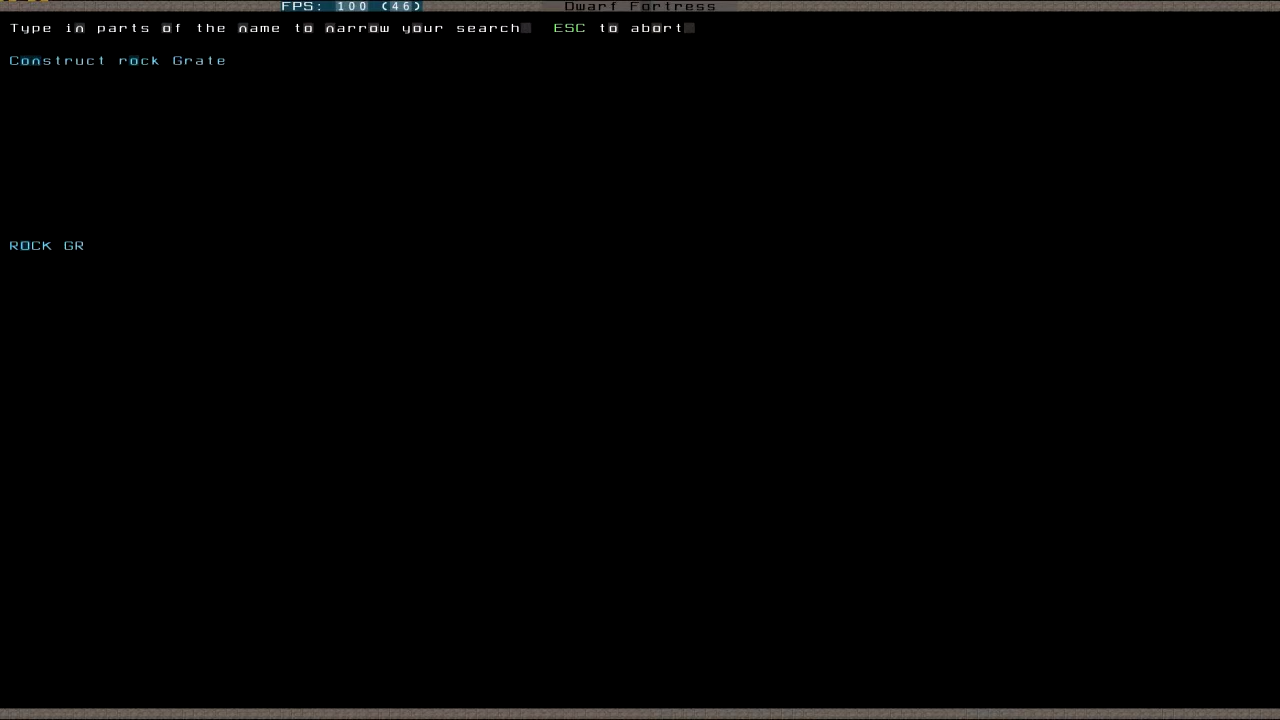 FPS: 100 (46) Dwarf Fortress
Type in parts of the name to narrow your search ESC to abort
Construct rock Grate
ROCK GR